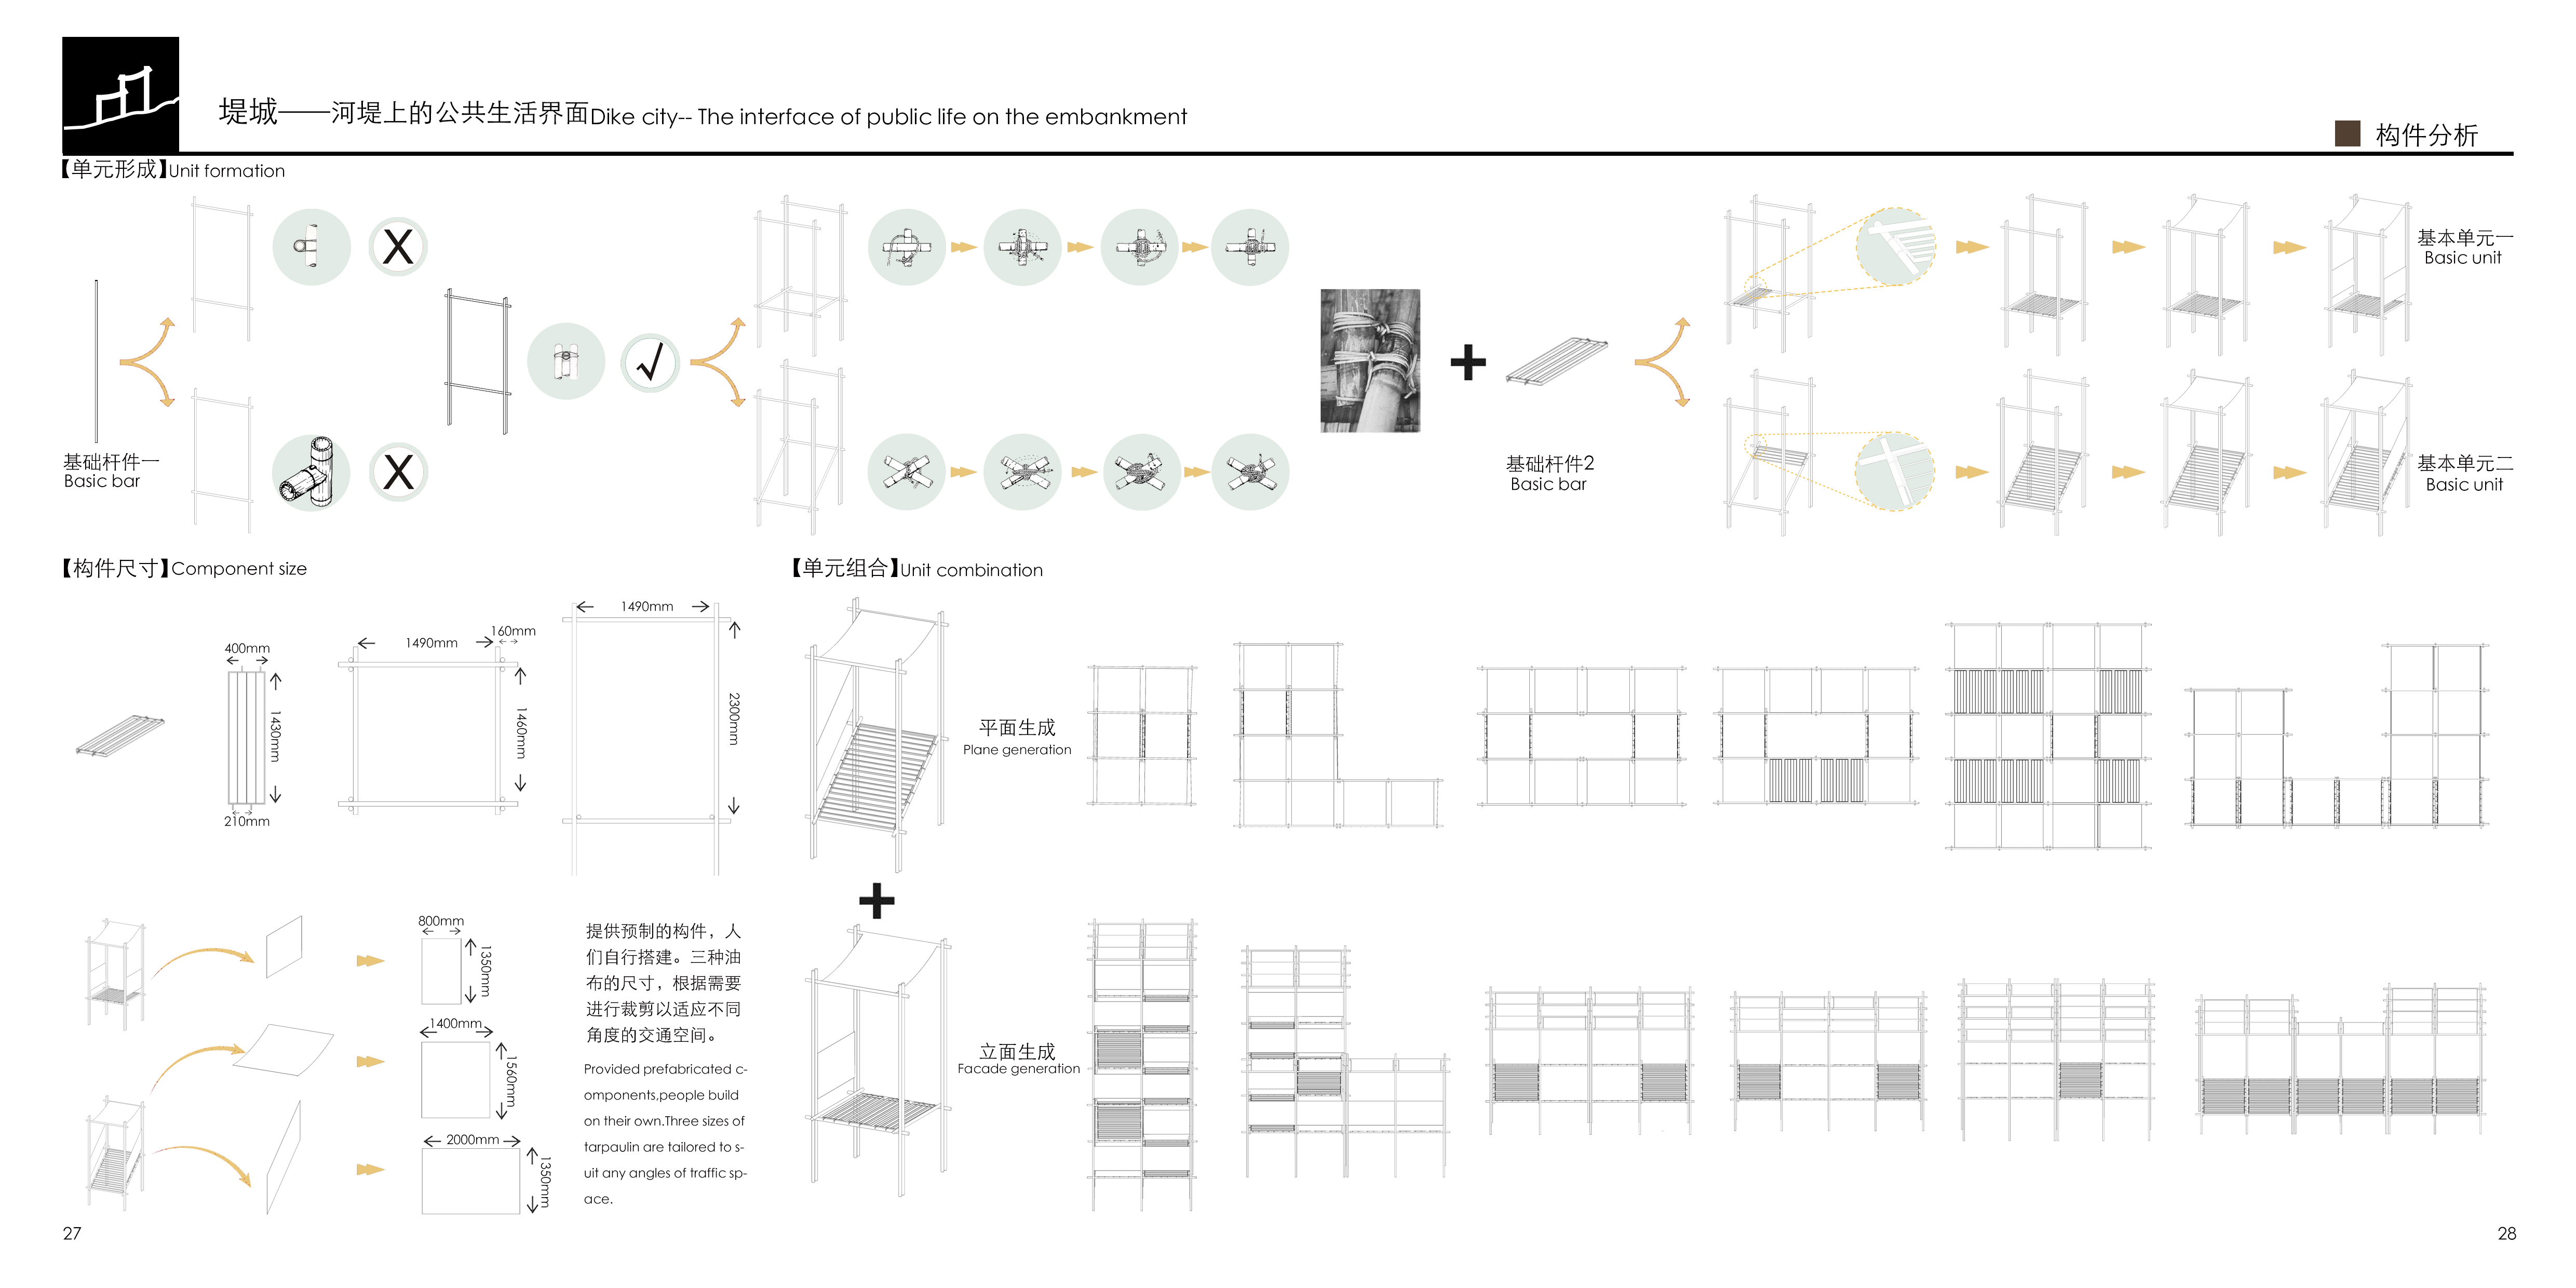 堤城——河堤上的公共生活界面Dike city-- The interface of public life on the embankment
构件分析
【单元形成】Unit formation
X
基本单元一
Basic unit
√
基础杆件一
Basic bar
X
基础杆件2
Basic bar
基本单元二
Basic unit
【构件尺寸】Component size
400mm
1430mm
210mm
1490mm
160mm
1460mm
1490mm
2300mm
800mm
1350mm
1400mm
1560mm
2000mm
1350mm
提供预制的构件，人
们自行搭建。三种油
布的尺寸，根据需要
进行裁剪以适应不同
角度的交通空间。
Provided prefabricated c-
omponents,people build
on their own.Three sizes of
tarpaulin are tailored to s-
uit any angles of traffic sp-
ace.
【单元组合】Unit combination
平面生成
Plane generation
立面生成
Facade generation
27
28